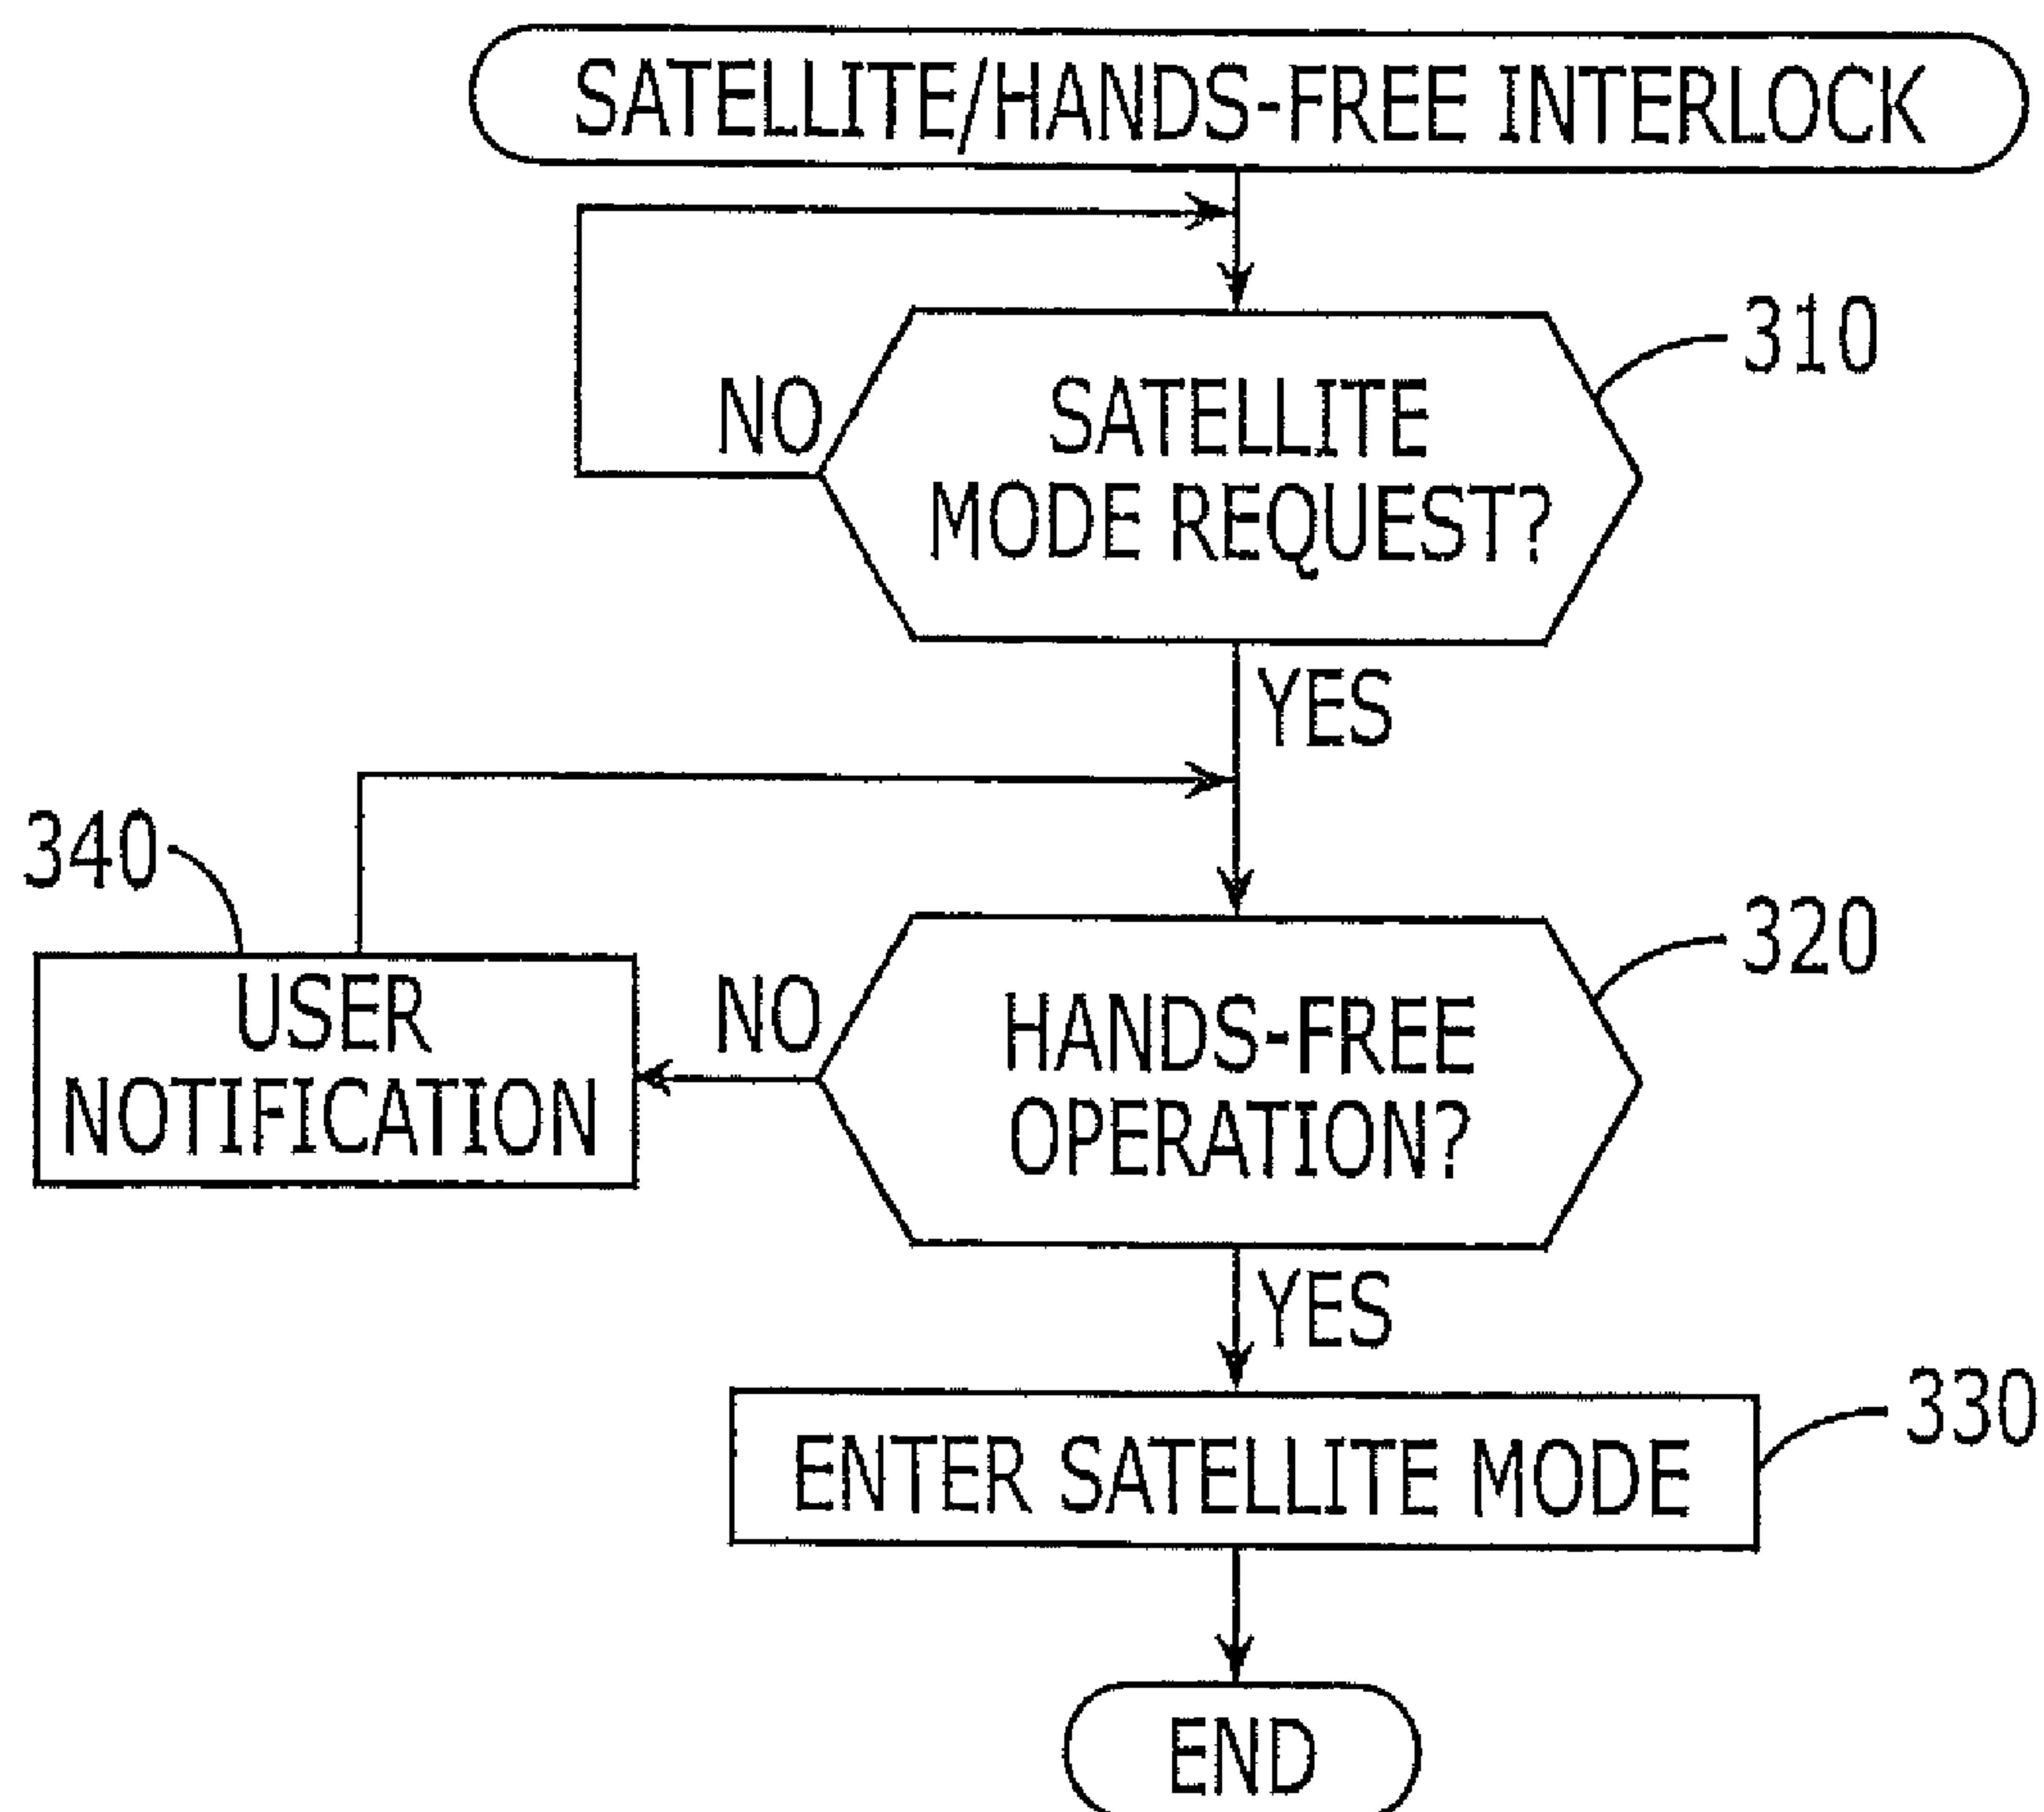 SATELLITE/HANDS-FREE INTERLOCK
310
NO
SATELLITE
MODE REQUEST?
YES
340
320
USER
NOTIFICATION
NO
HANDS-FREE
OPERATION?
YES
330
ENTER SATELLITE MODE
END